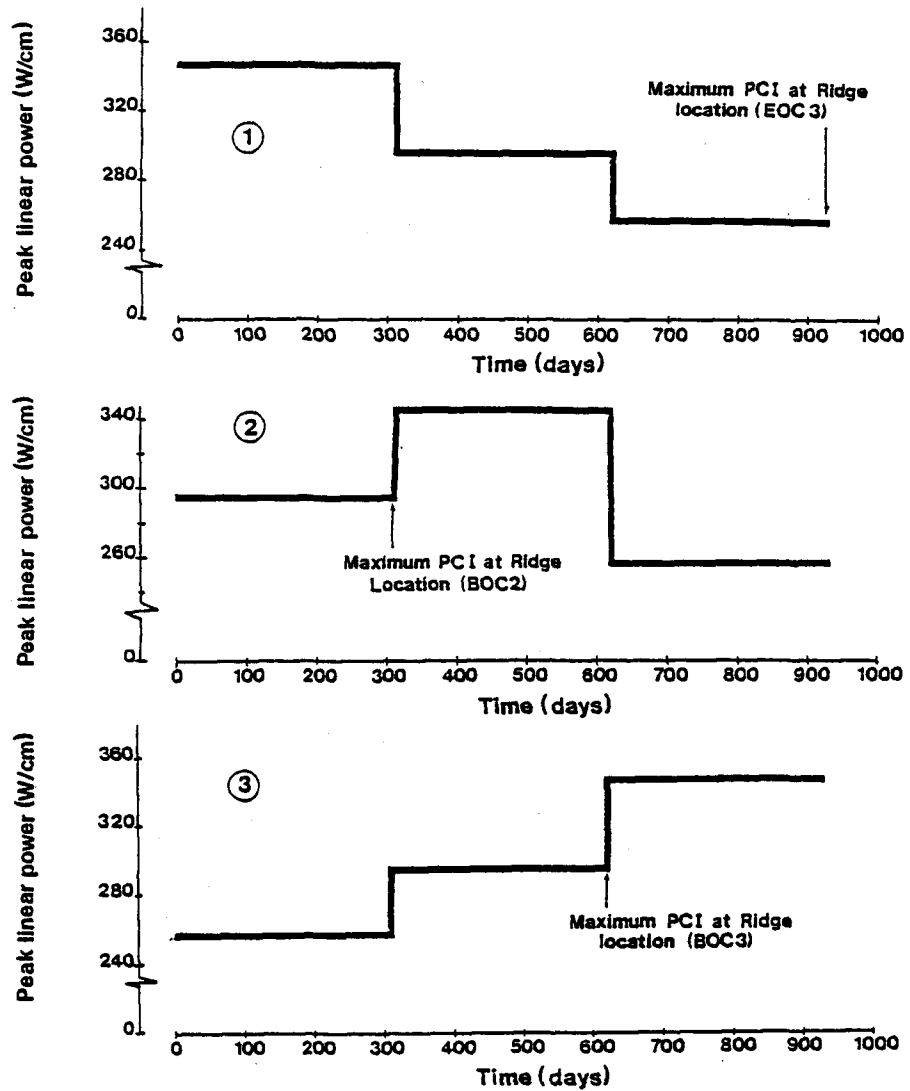 Peak linear power (W/cm)
360
320
280
240
0
1
Maximum PCI at Ridge
location (EOC3)
0 100 200 300 400 500 600 700 800 900 1000
Time (days)
Peak linear power (W/cm)
340
300
260
0
2
Maximum PCI at Ridge
Location (BOC2)
0 100 200 300 400 500 600 700 800 900 1000
Time (days)
Peak linear power (W/cm)
360
320
280
240
0
3
Maximum PCI at Ridge
location (BOC3)
0 100 200 300 400 500 600 700 800 900 1000
Time (days)